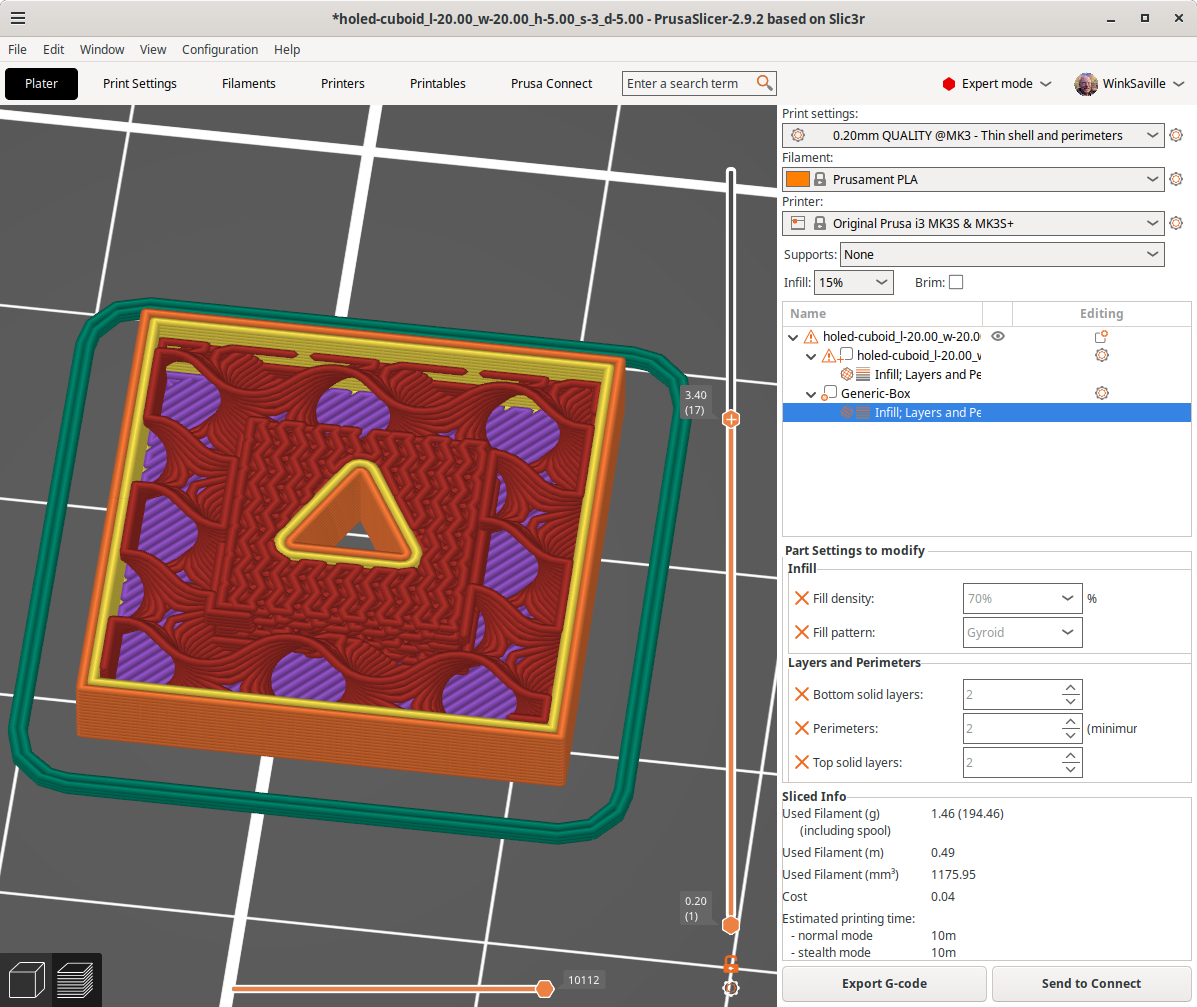 *holed-cuboid_l-20.00_w-20.00_h-5.00_s-3_d-5.00 - PrusaSlicer-2.9.2 based on Slic3r
File Edit Window View Configuration Help
Plater Print Settings Filaments Printers Printables Prusa Connect Enter a search term Expert mode WinkSaville
Print settings:
0.20mm QUALITY @MK3 - Thin shell and perimeters
Filament:
Prusament PLA
Printer:
Original Prusa i3 MK3S & MK3S+
Supports: None
Infill: 15% Brim:
Name Editing
holed-cuboid_l-20.00_w-20.0
holed-cuboid_l-20.00_w
Infill; Layers and Pe
Generic-Box
Infill; Layers and Pe
3.40
(17)
Part Settings to modify
Infill
Fill density: 70% %
Fill pattern: Gyroid
Layers and Perimeters
Bottom solid layers: 2
Perimeters: 2 (minimur
Top solid layers: 2
Sliced Info
Used Filament (g) 1.46 (194.46)
(including spool)
Used Filament (m) 0.49
Used Filament (mm³) 1175.95
Cost 0.04
Estimated printing time:
- normal mode 10m
- stealth mode 10m
0.20
(1)
10112
Export G-code Send to Connect